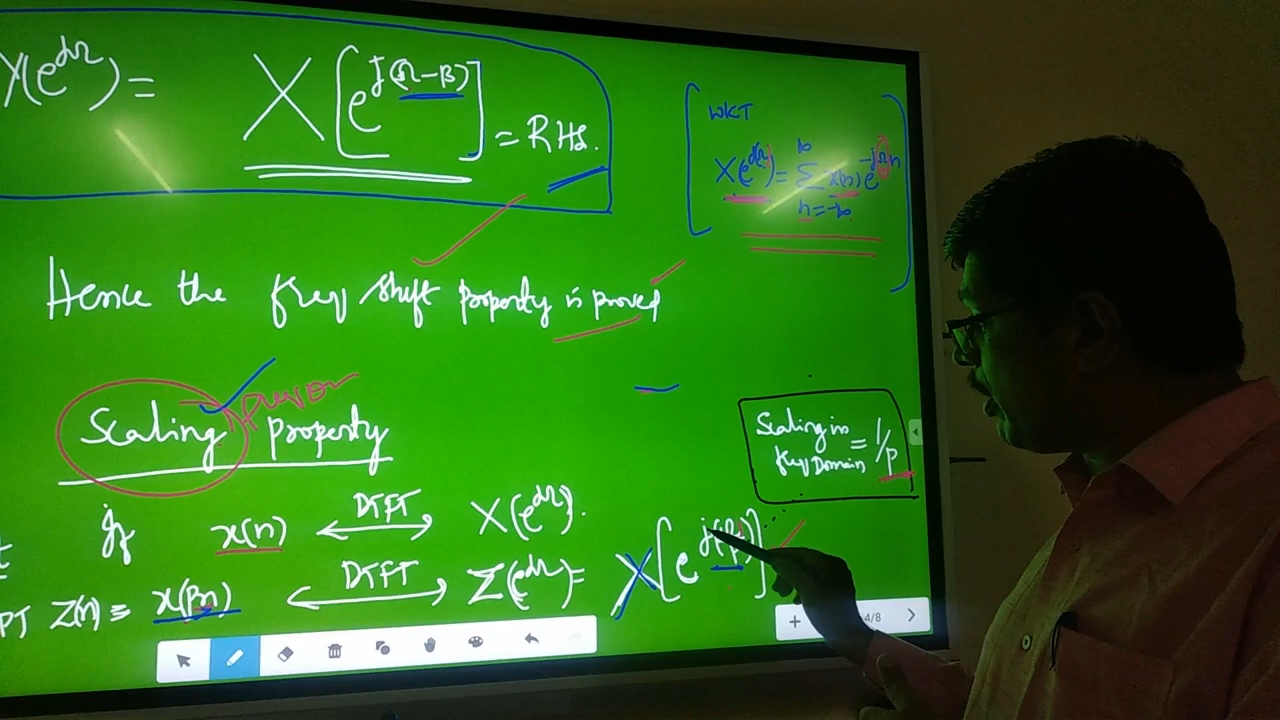 Y(e^jΩ) = X[e^j(Ω-β)] = RHS.
WKT
X(e^jΩ) = ∞ Σ n=-∞ x(n) e^-jΩn
Hence the freq shift property is proved
Scaling property
Scaling in freq Domain = 1/p
if x(n) ⟷ DTFT X(e^jΩ).
PT Z(n) = x(pn) ⟷ DTFT Z(e^jΩ) = X[e^j(Ω/p)]
4/8